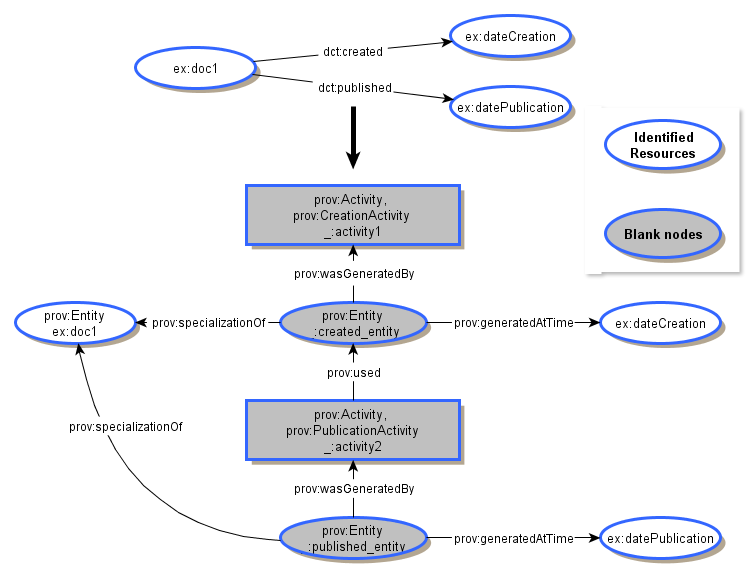 ex:dateCreation
dct:created
ex:doc1
dct:published
ex:datePublication
Identified
Resources
Blank nodes
prov:Activity,
prov:CreationActivity
_:activity1
prov:wasGeneratedBy
prov:Entity
ex:doc1
prov:specializationOf
prov:Entity
_:created_entity
prov:generatedAtTime
ex:dateCreation
prov:used
prov:Activity,
prov:PublicationActivity
_:activity2
prov:specializationOf
prov:wasGeneratedBy
prov:Entity
_:published_entity
prov:generatedAtTime
ex:datePublication